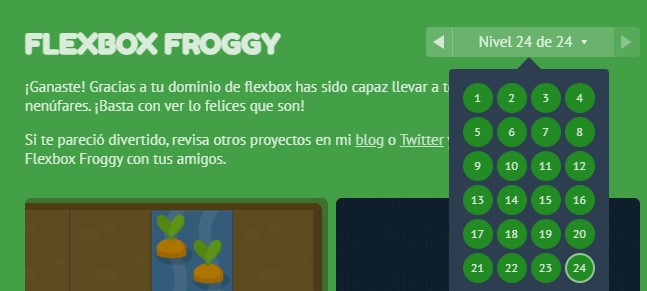 FLEXBOX FROGGY
◀ Nivel 24 de 24 ▾ ▶
¡Ganaste! Gracias a tu dominio de flexbox has sido capaz llevar a
nenúfares. ¡Basta con ver lo felices que son!
Si te pareció divertido, revisa otros proyectos en mi blog o Twitter
Flexbox Froggy con tus amigos.
1 2 3 4
5 6 7 8
9 10 11 12
13 14 15 16
17 18 19 20
21 22 23 24